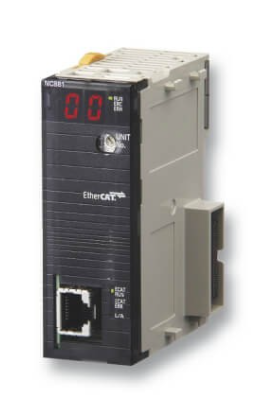 NC881
00
RUN
ERC
ERH
UNIT
No.
EtherCAT
ECAT
RUN
ECAT
ERR
L/A